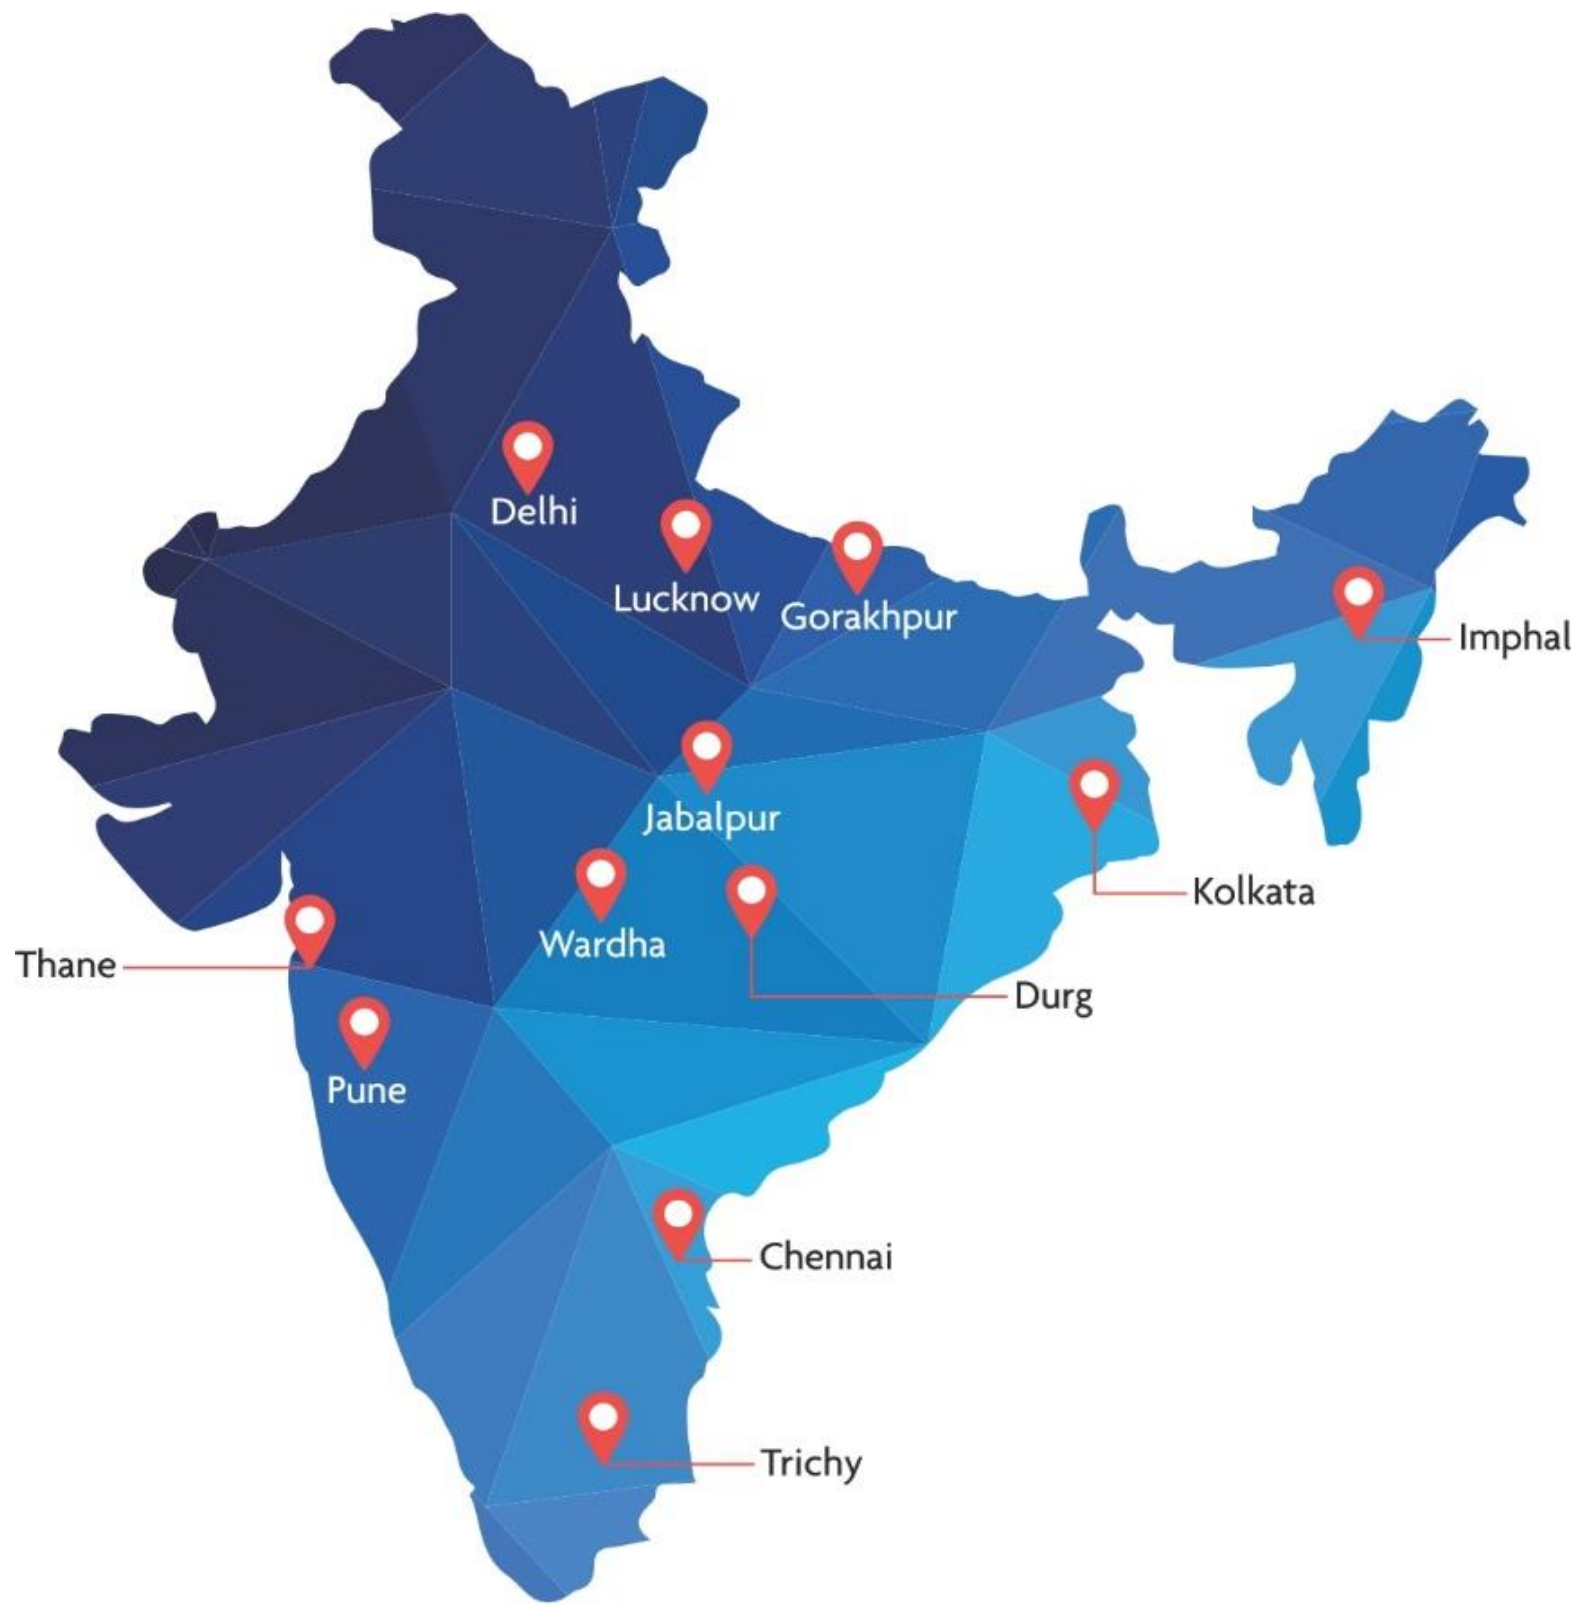 Delhi
Lucknow
Gorakhpur
Imphal
Jabalpur
Kolkata
Wardha
Thane
Durg
Pune
Chennai
Trichy